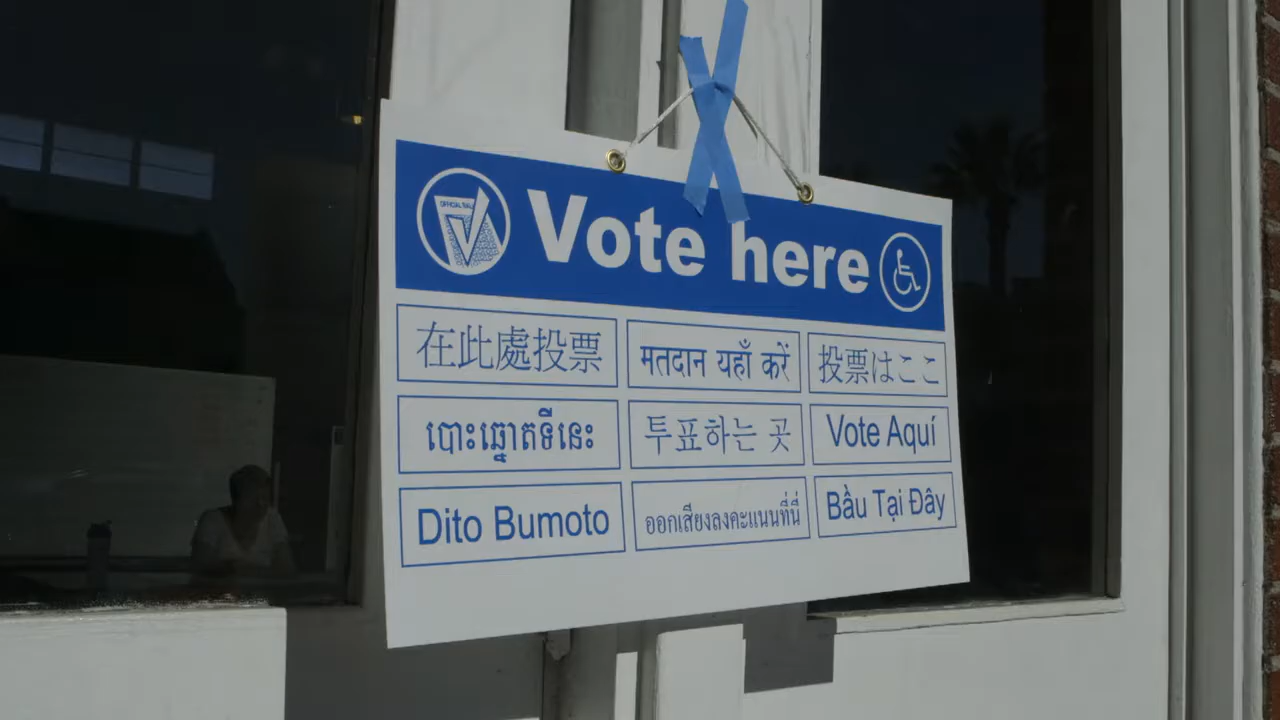 OFFICIAL BAL
Vote here
在此處投票
मतदान यहाँ करें
投票はここ
បោះឆ្នោតទីនេះ
투표하는 곳
Vote Aquí
Dito Bumoto
ออกเสียงลงคะแนนที่นี่
Bầu Tại Đây